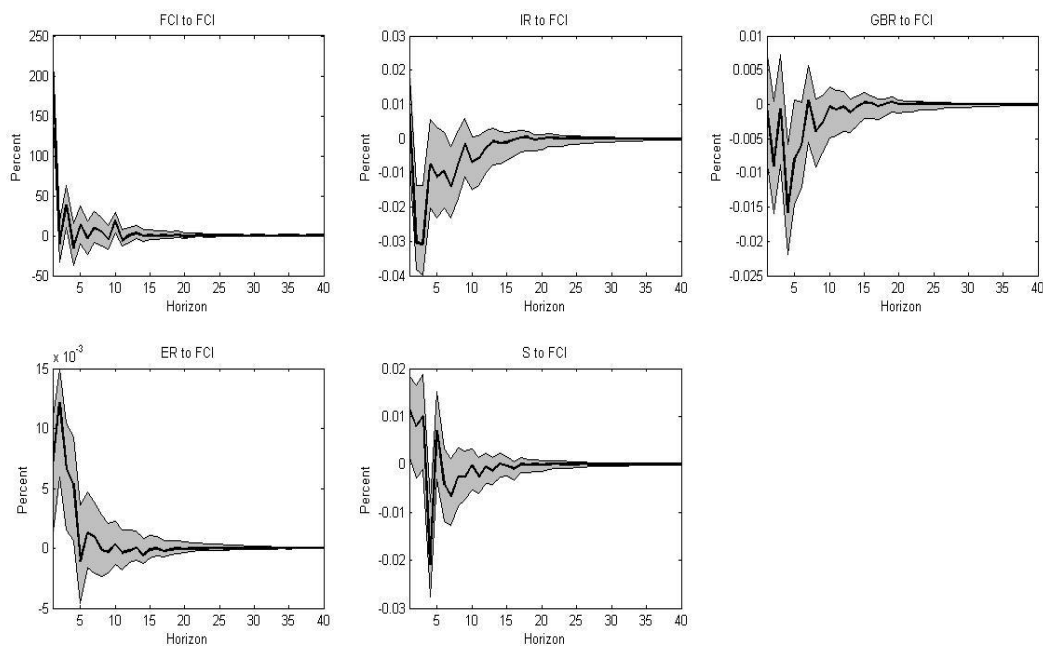 FCI to FCI
250
200
150
100
50
0
-50
Percent
5 10 15 20 25 30 35 40
Horizon
IR to FCI
0.03
0.02
0.01
0
-0.01
-0.02
-0.03
-0.04
Percent
5 10 15 20 25 30 35 40
Horizon
GBR to FCI
0.01
0.005
0
-0.005
-0.01
-0.015
-0.02
-0.025
Percent
5 10 15 20 25 30 35 40
Horizon
ER to FCI
x 10⁻³
15
10
5
0
-5
Percent
5 10 15 20 25 30 35 40
Horizon
S to FCI
0.02
0.01
0
-0.01
-0.02
-0.03
Percent
5 10 15 20 25 30 35 40
Horizon